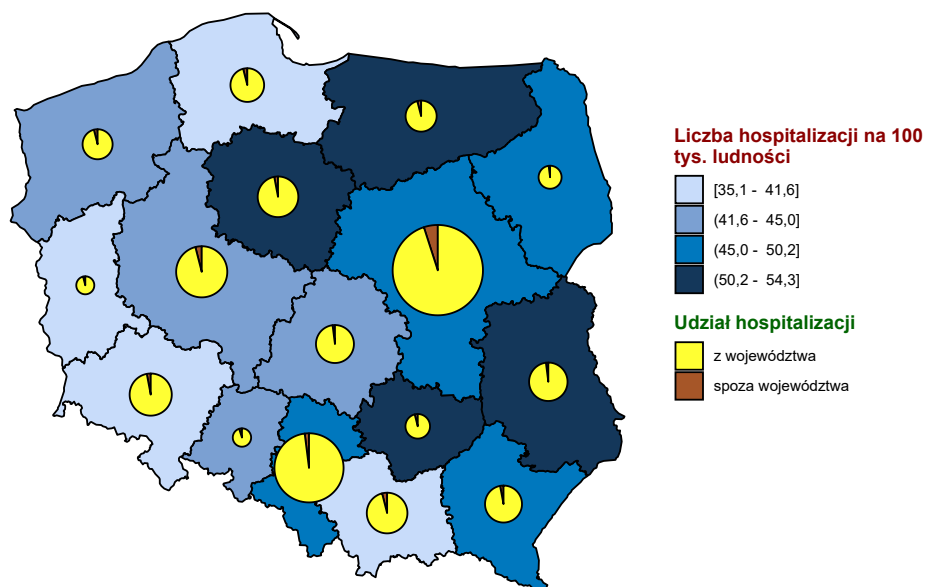 Liczba hospitalizacji na 100
tys. ludności
[35,1 - 41,6]
(41,6 - 45,0]
(45,0 - 50,2]
(50,2 - 54,3]
Udział hospitalizacji
z województwa
spoza województwa